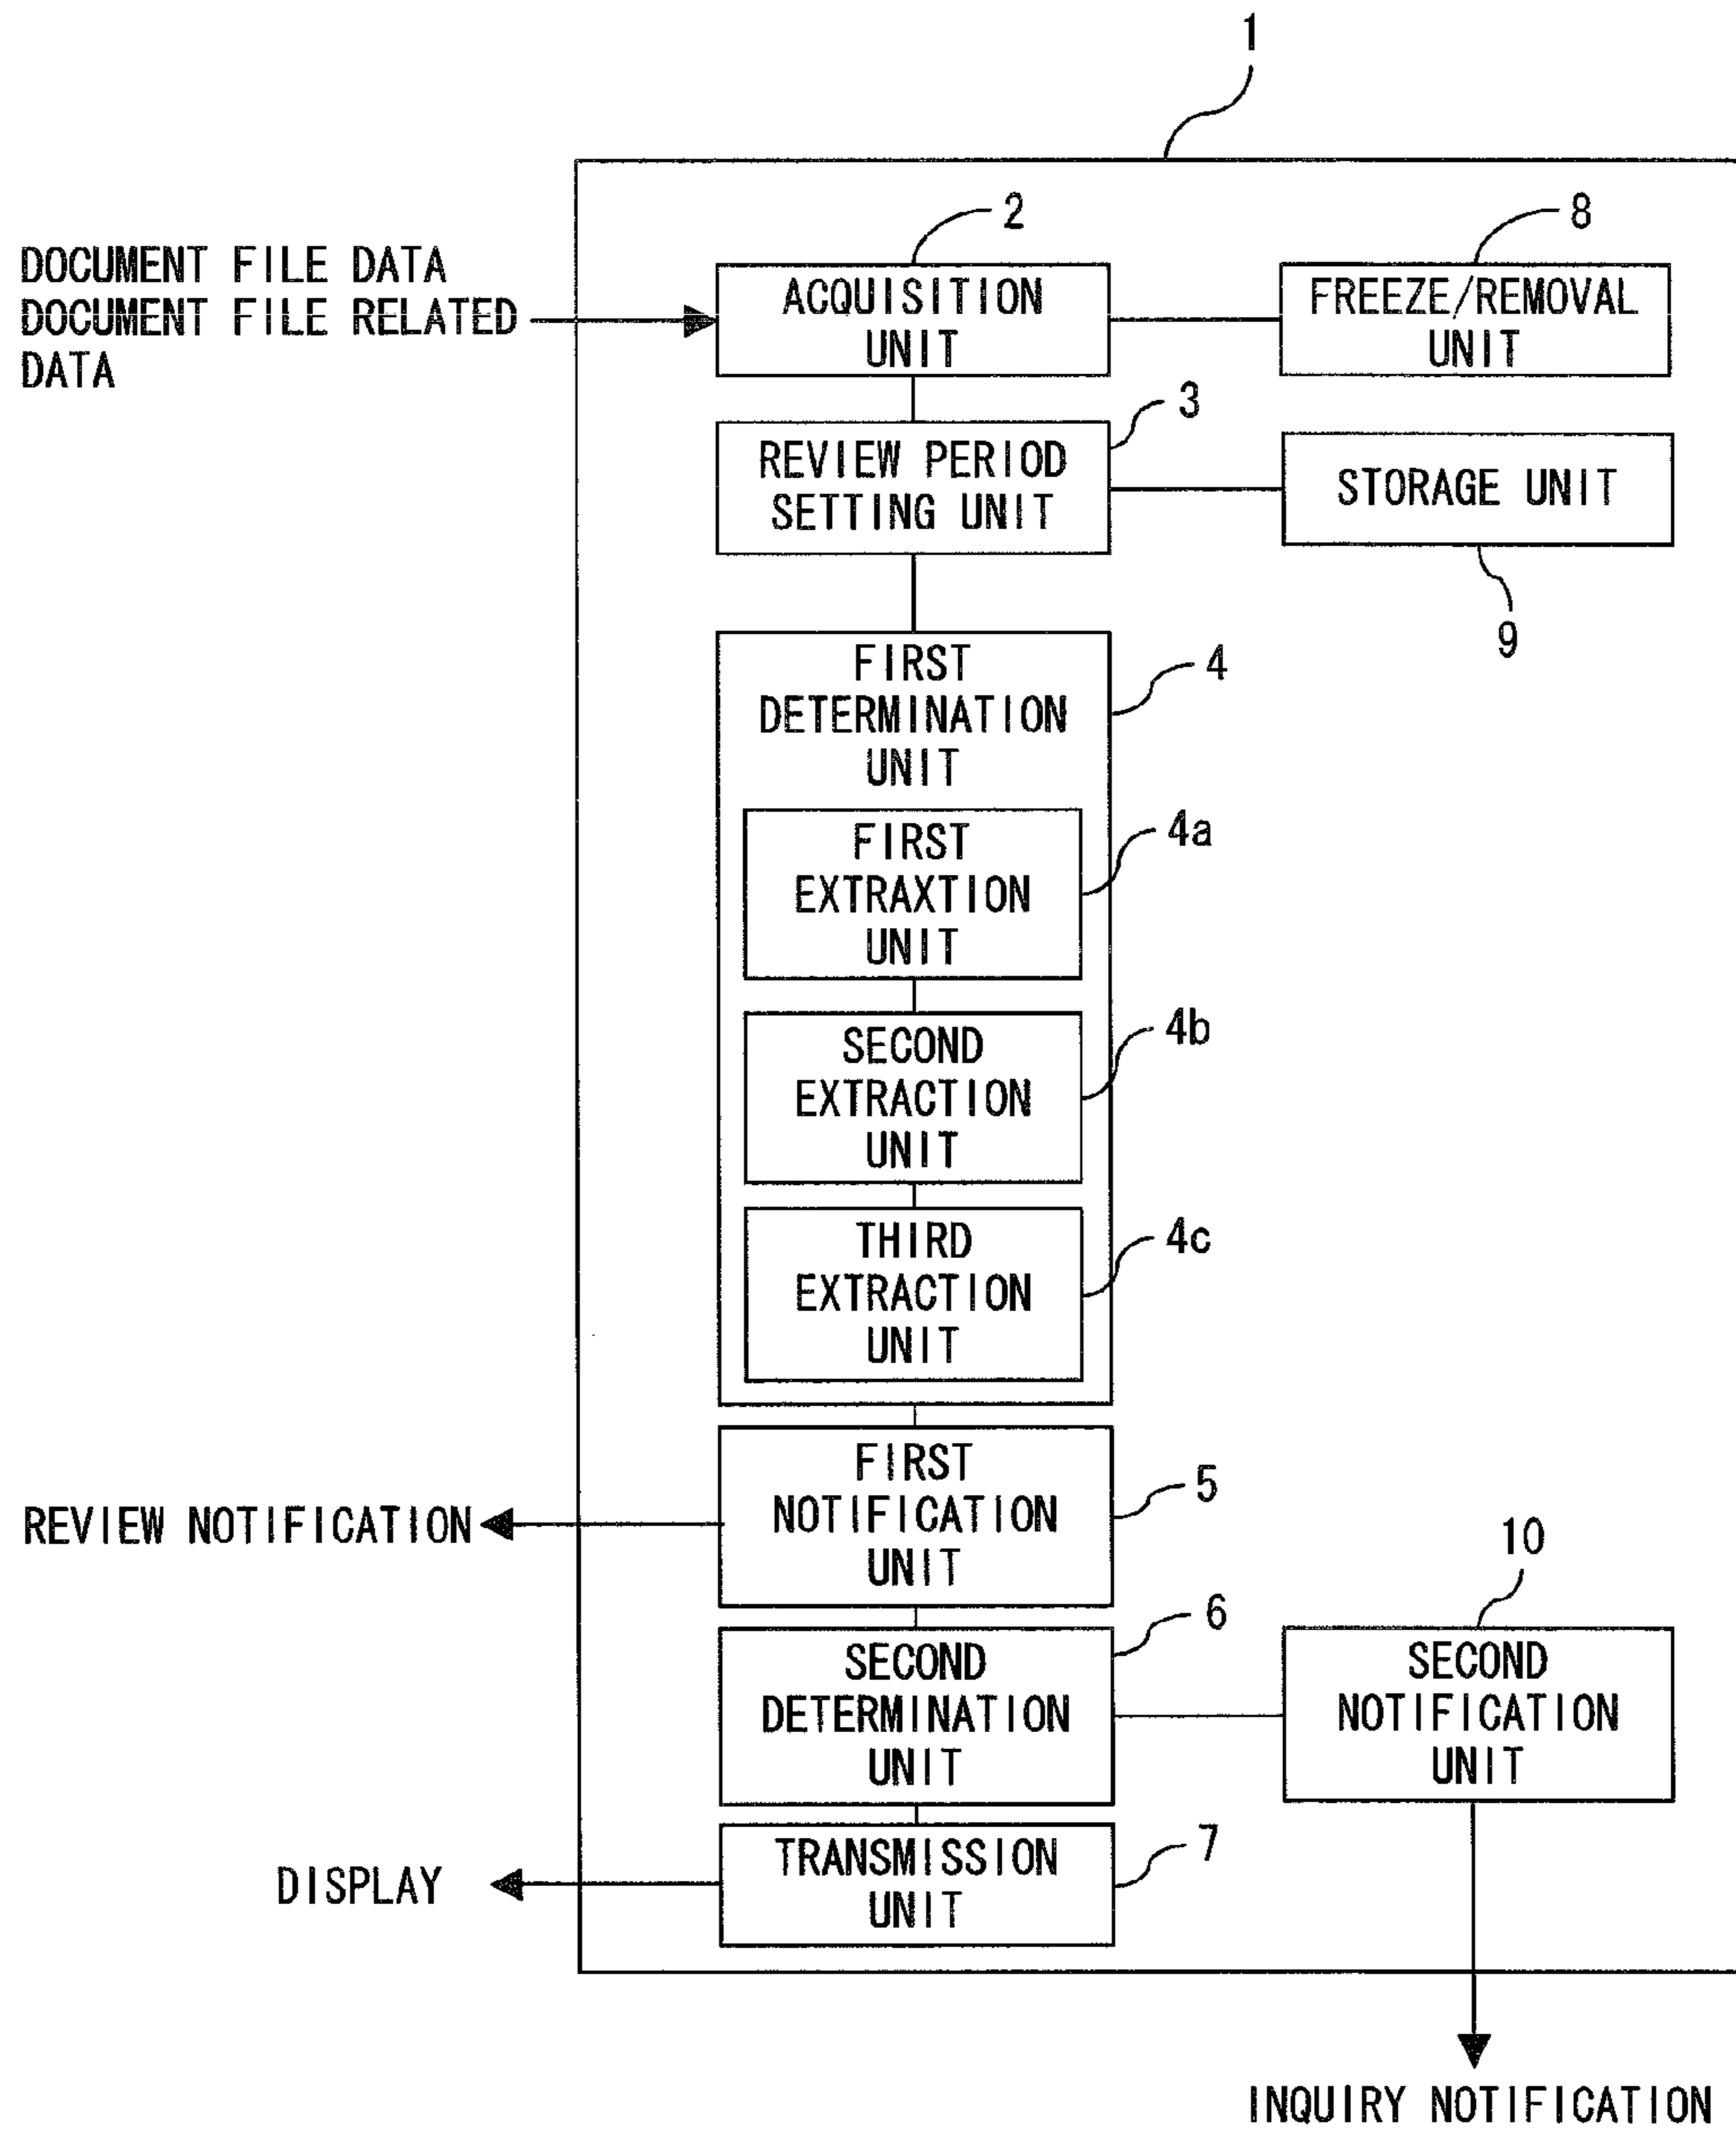 1
DOCUMENT FILE DATA
DOCUMENT FILE RELATED
DATA
2
ACQUISITION
UNIT
8
FREEZE/REMOVAL
UNIT
3
REVIEW PERIOD
SETTING UNIT
STORAGE UNIT
9
FIRST
DETERMINATION
UNIT
4
FIRST
EXTRAXTION
UNIT
4a
SECOND
EXTRACTION
UNIT
4b
THIRD
EXTRACTION
UNIT
4c
FIRST
NOTIFICATION
UNIT
5
REVIEW NOTIFICATION
SECOND
DETERMINATION
UNIT
6
10
SECOND
NOTIFICATION
UNIT
TRANSMISSION
UNIT
7
DISPLAY
INQUIRY NOTIFICATION